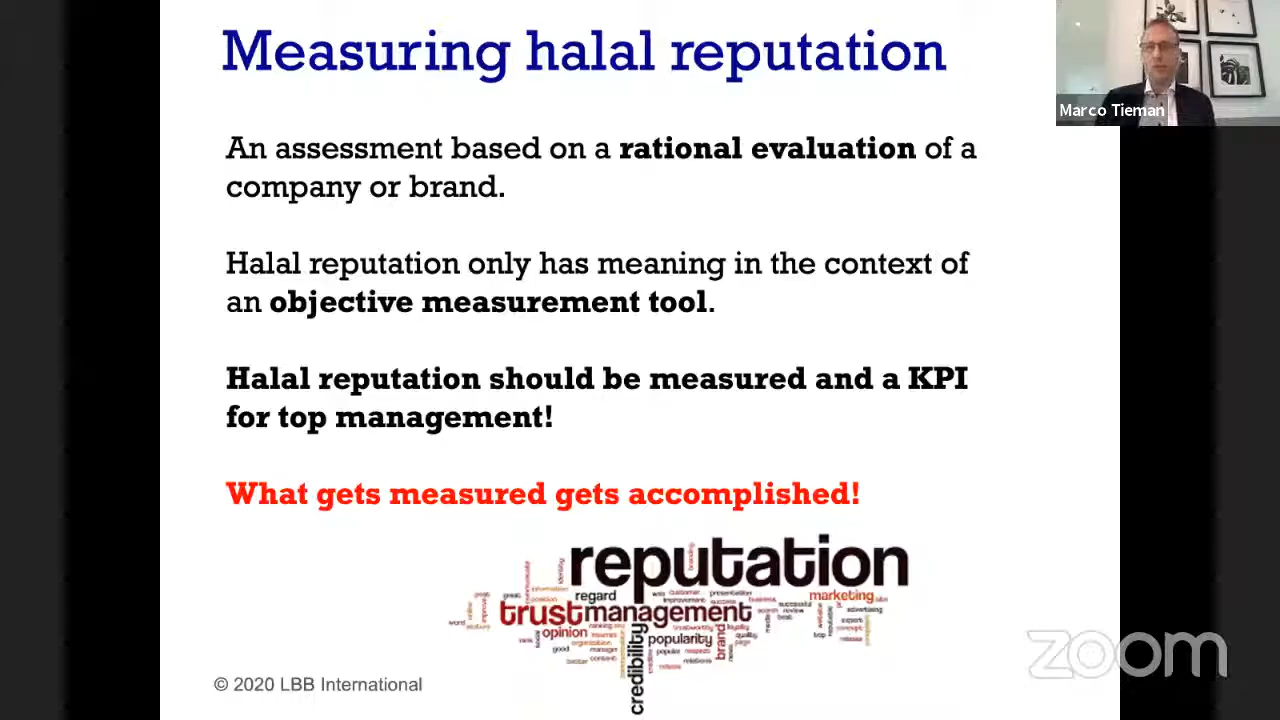 Measuring halal reputation
Marco Tieman
An assessment based on a rational evaluation of a
company or brand.
Halal reputation only has meaning in the context of
an objective measurement tool.
Halal reputation should be measured and a KPI
for top management!
What gets measured gets accomplished!
reputation
regard
marketing
trust management
opinion
popularity
credibility
brand
© 2020 LBB International
zoom